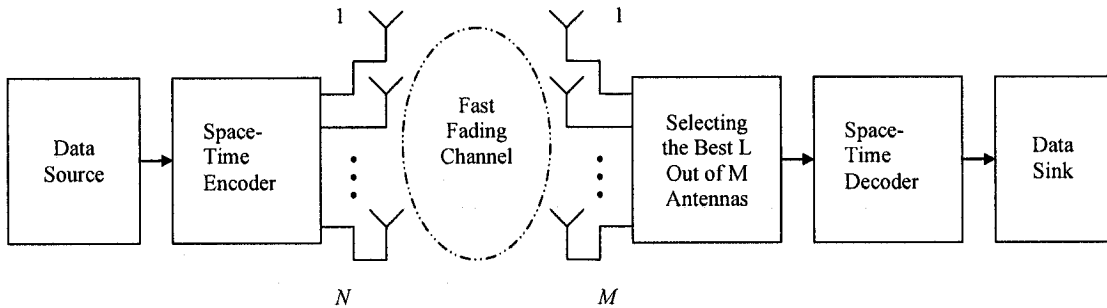 1
1
Data
Source
Space-
Time
Encoder
Fast
Fading
Channel
Selecting
the Best L
Out of M
Antennas
Space-
Time
Decoder
Data
Sink
N
M